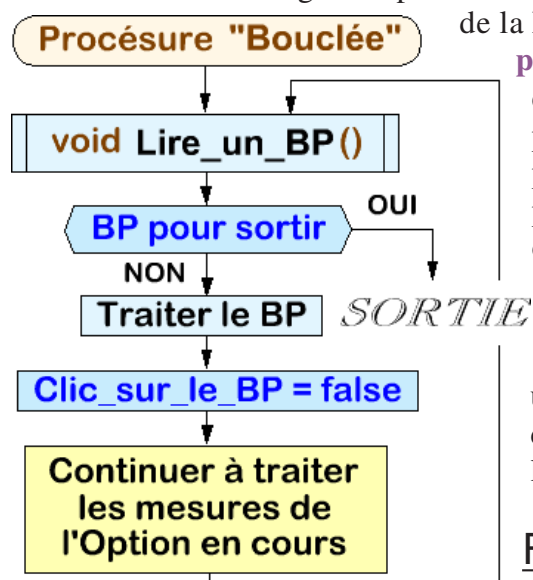 de la
Procésure "Bouclée"
void Lire_un_BP()
BP pour sortir
OUI
NON
Traiter le BP
SORTIE
Clic_sur_le_BP = false
Continuer à traiter
les mesures de
l'Option en cours